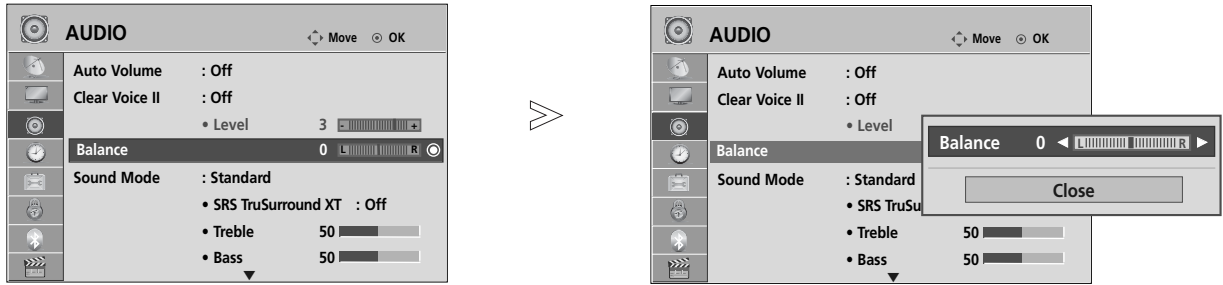 AUDIO Move OK
Auto Volume : Off
Clear Voice II : Off
• Level 3 - +
Balance 0 L R
Sound Mode : Standard
• SRS TruSurround XT : Off
• Treble 50
• Bass 50
AUDIO Move OK
Auto Volume : Off
Clear Voice II : Off
• Level
Balance
Sound Mode : Standard
• SRS TruSu
• Treble 50
• Bass 50
Balance 0 L R
Close